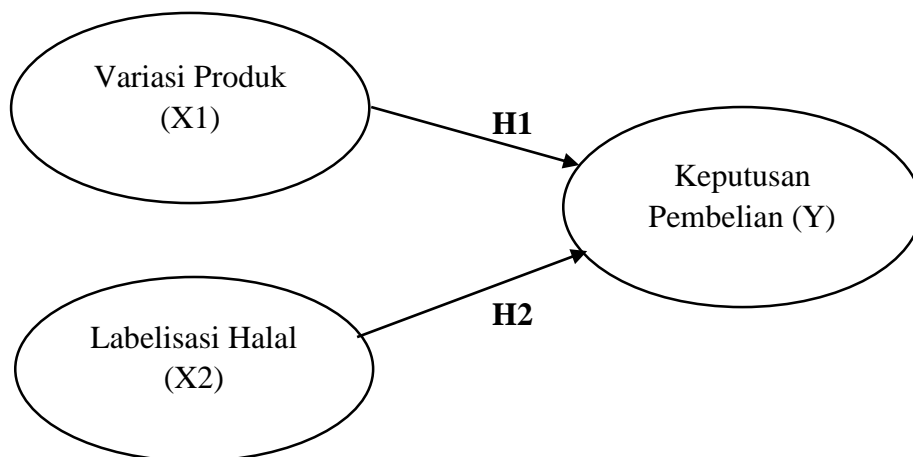 Variasi Produk
(X1)
H1
Keputusan
Pembelian (Y)
Labelisasi Halal
(X2)
H2